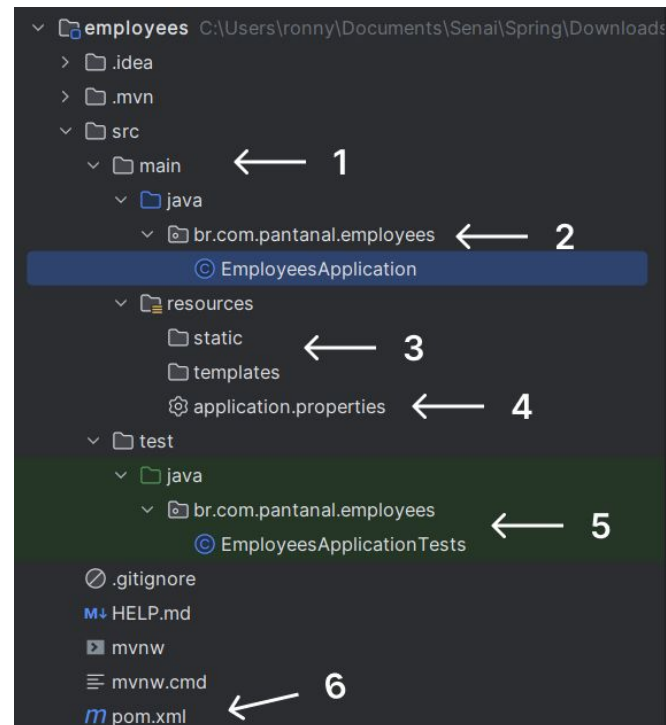 employees C:\Users\ronny\Documents\Senai\Spring\Downloads
.idea
.mvn
src
main 1
java
br.com.pantanal.employees 2
EmployeesApplication
resources
static
3
templates
application.properties 4
test
java
br.com.pantanal.employees
5
EmployeesApplicationTests
.gitignore
M↓ HELP.md
mvnw
mvnw.cmd
6
m pom.xml